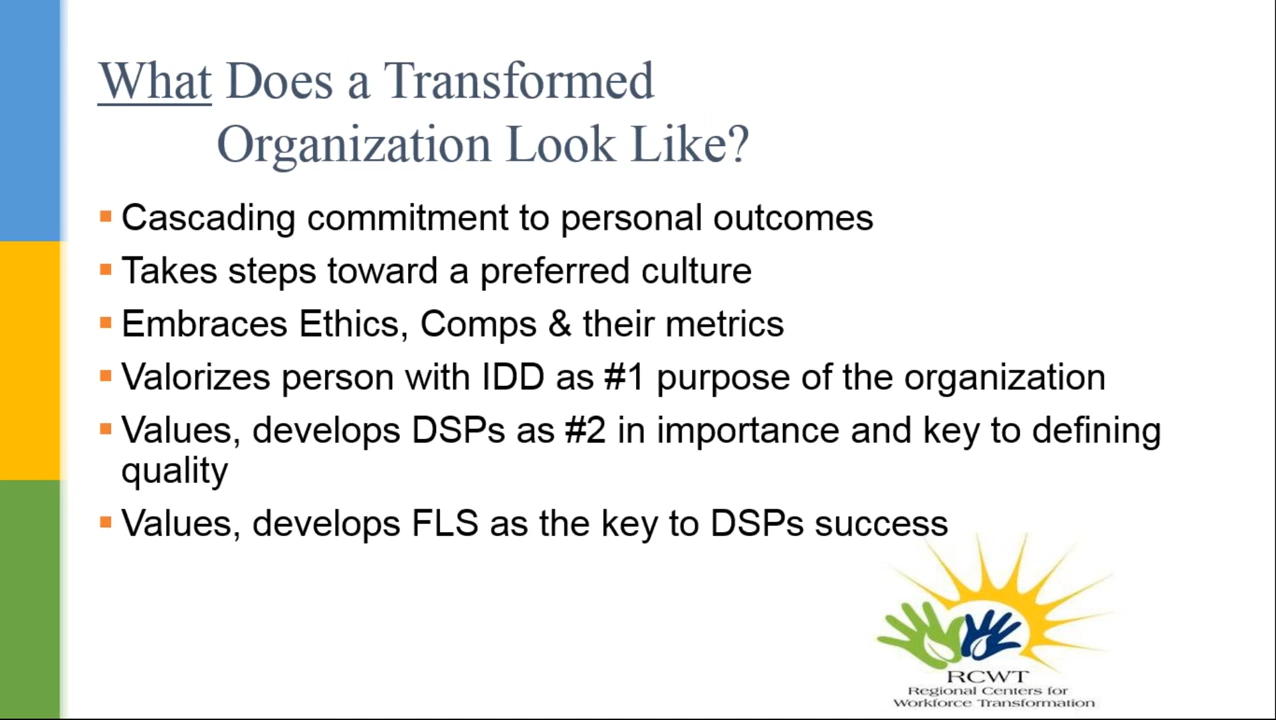 What Does a Transformed
Organization Look Like?
Cascading commitment to personal outcomes
Takes steps toward a preferred culture
Embraces Ethics, Comps & their metrics
Valorizes person with IDD as #1 purpose of the organization
Values, develops DSPs as #2 in importance and key to defining
quality
Values, develops FLS as the key to DSPs success
RCWT
Regional Centers for
Workforce Transformation